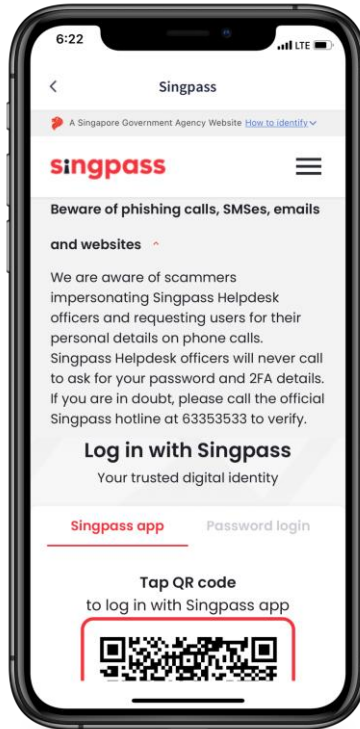 6:22
LTE
Singpass
A Singapore Government Agency Website How to identify
singpass
Beware of phishing calls, SMSes, emails
and websites
We are aware of scammers
impersonating Singpass Helpdesk
officers and requesting users for their
personal details on phone calls.
Singpass Helpdesk officers will never call
to ask for your password and 2FA details.
If you are in doubt, please call the official
Singpass hotline at 63353533 to verify.
Log in with Singpass
Your trusted digital identity
Singpass app Password login
Tap QR code
to log in with Singpass app